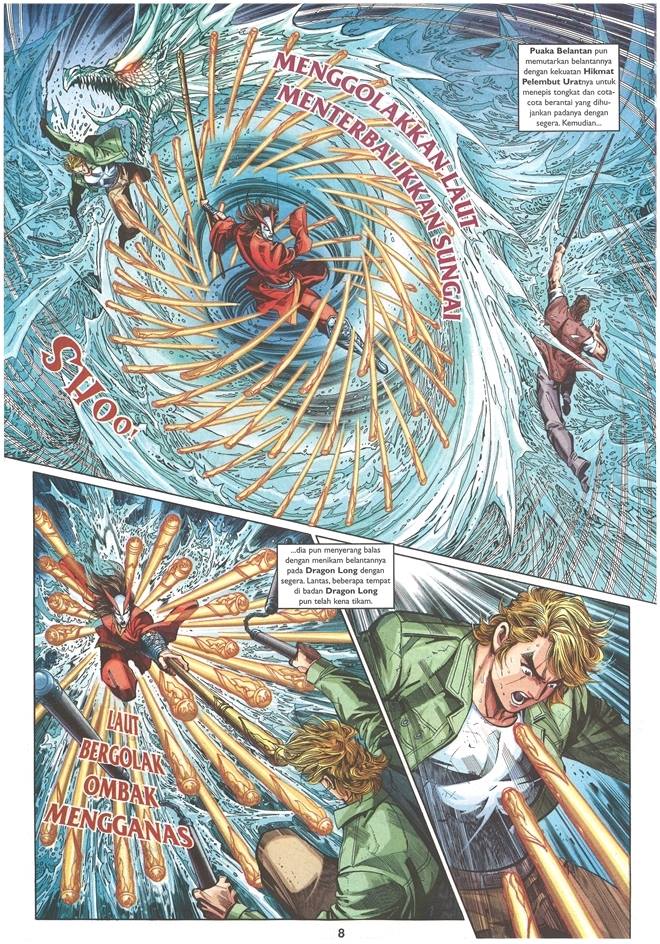 Puaka Belantan pun
memutarkan belantannya
dengan kekuatan Hikmat
Pelembut Uratnya untuk
menepis tongkat dan cota-
cota berantai yang dihu-
jankan padanya dengan
segera. Kemudian...
MENGGOLAKKAN LAUT
MENTERBALIKKAN SUNGAI
SHOO!
...dia pun menyerang balas
dengan menikam belantannya
pada Dragon Long dengan
segera. Lantas, beberapa tempat
di badan Dragon Long
pun telah kena tikam.
LAUT
BERGOLAK
OMBAK
MENGGANAS
8